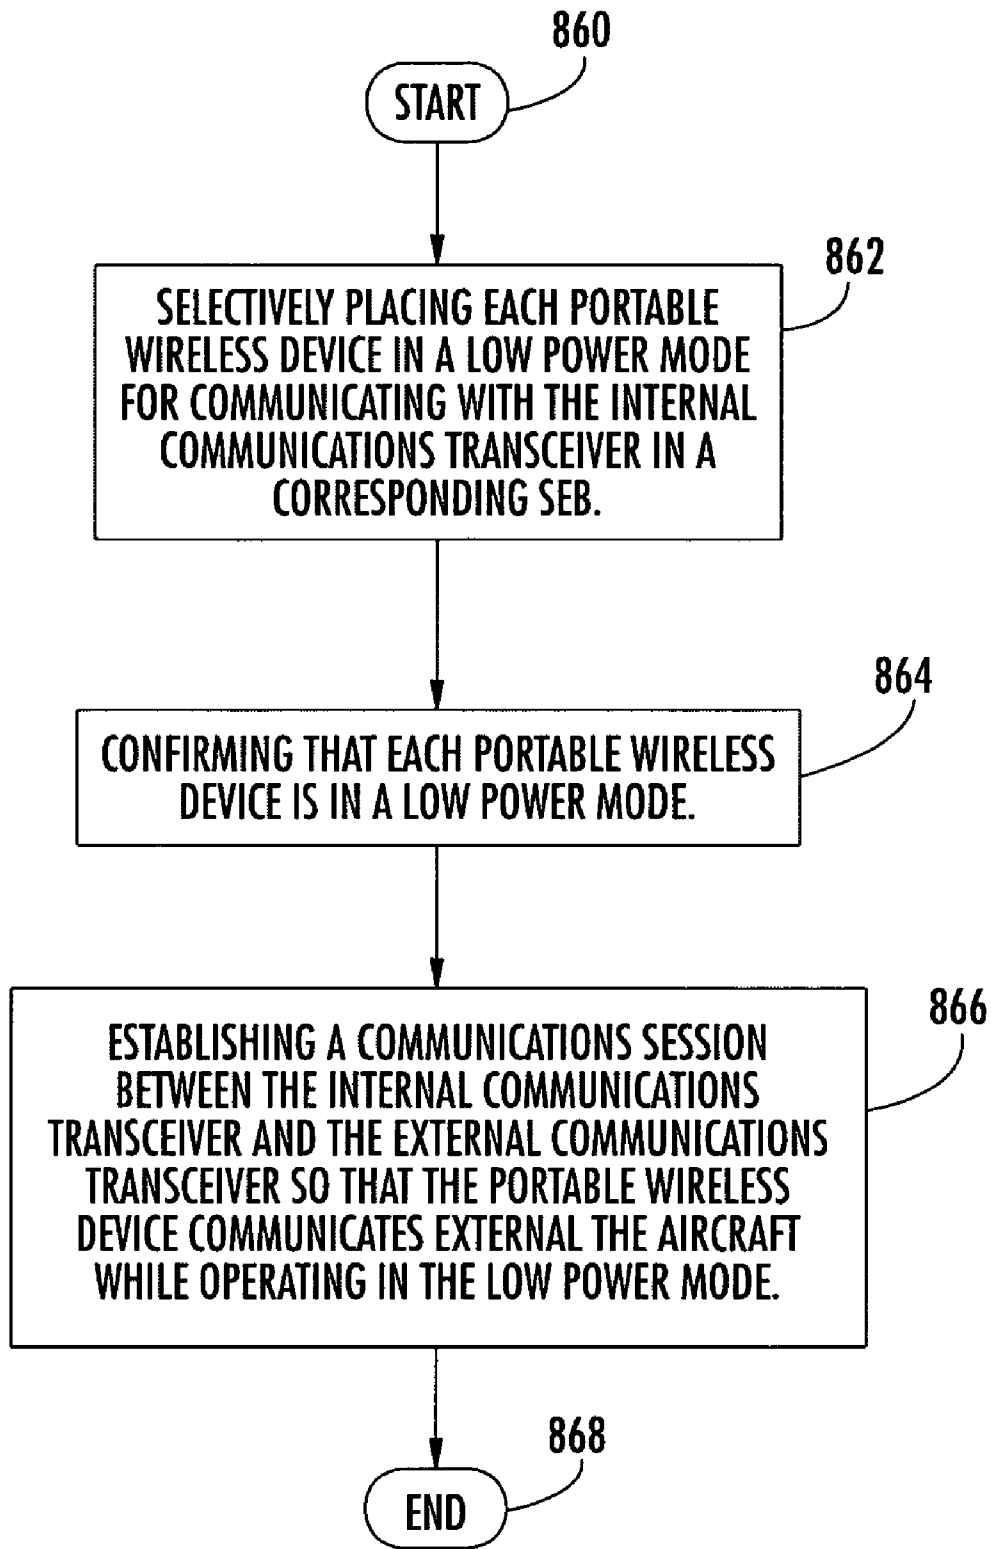 860
START
862
SELECTIVELY PLACING EACH PORTABLE
WIRELESS DEVICE IN A LOW POWER MODE
FOR COMMUNICATING WITH THE INTERNAL
COMMUNICATIONS TRANSCEIVER IN A
CORRESPONDING SEB.
864
CONFIRMING THAT EACH PORTABLE WIRELESS
DEVICE IS IN A LOW POWER MODE.
866
ESTABLISHING A COMMUNICATIONS SESSION
BETWEEN THE INTERNAL COMMUNICATIONS
TRANSCEIVER AND THE EXTERNAL COMMUNICATIONS
TRANSCEIVER SO THAT THE PORTABLE WIRELESS
DEVICE COMMUNICATES EXTERNAL THE AIRCRAFT
WHILE OPERATING IN THE LOW POWER MODE.
868
END